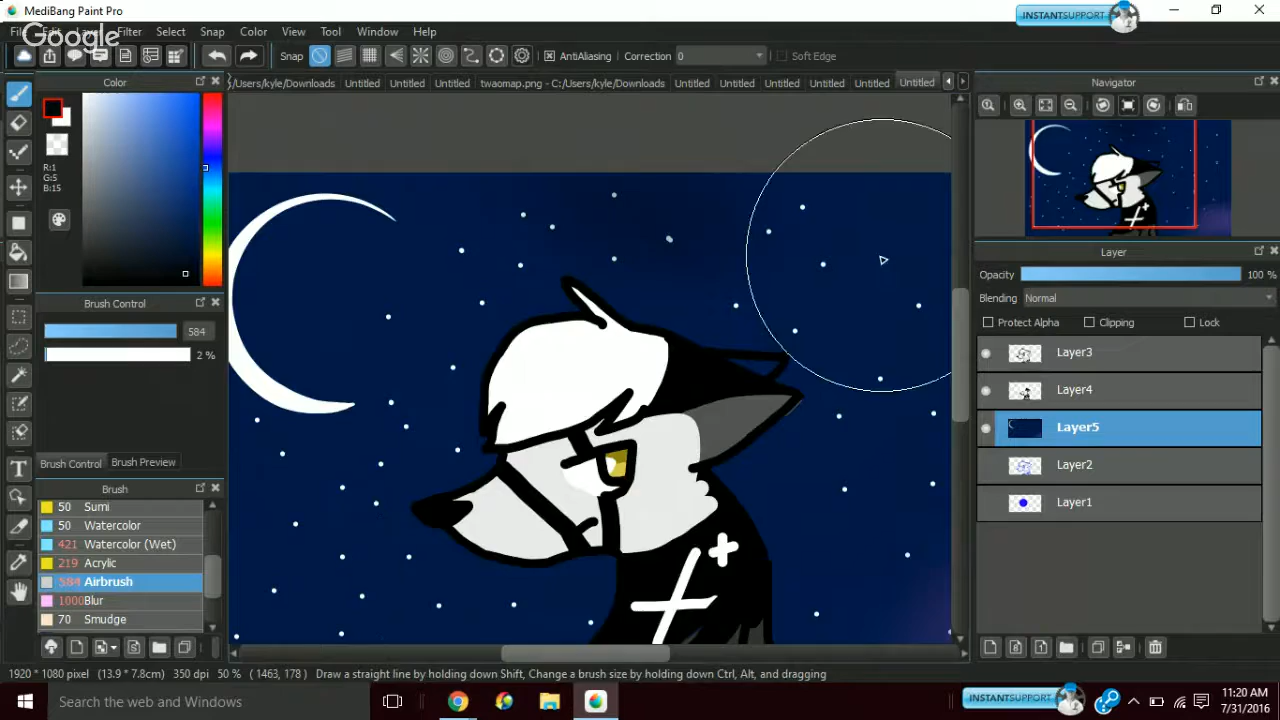 MediBang Paint Pro
INSTANTSUPPORT
File Edit Layer Filter Select Snap Color View Tool Window Help
Google
Snap AntiAliasing Correction 0 Soft Edge
Color
/Users/kyle/Downloads Untitled Untitled Untitled twaomap.png - C:/Users/kyle/Downloads Untitled Untitled Untitled Untitled Untitled Untitled
Navigator
R:1
G:5
B:15
Layer
Opacity 100 %
Blending Normal
Protect Alpha Clipping Lock
Brush Control
584
2 %
Layer3
Layer4
Layer5
Layer2
Layer1
Brush Control Brush Preview
Brush
50 Sumi
50 Watercolor
421 Watercolor (Wet)
219 Acrylic
584 Airbrush
1000 Blur
70 Smudge
T
1920 * 1080 pixel (13.9 * 7.8cm) 350 dpi 50 % ( 1463, 178 ) Draw a straight line by holding down Shift, Change a brush size by holding down Ctrl, Alt, and dragging
Search the web and Windows
INSTANTSUPPORT
11:20 AM
7/31/2016